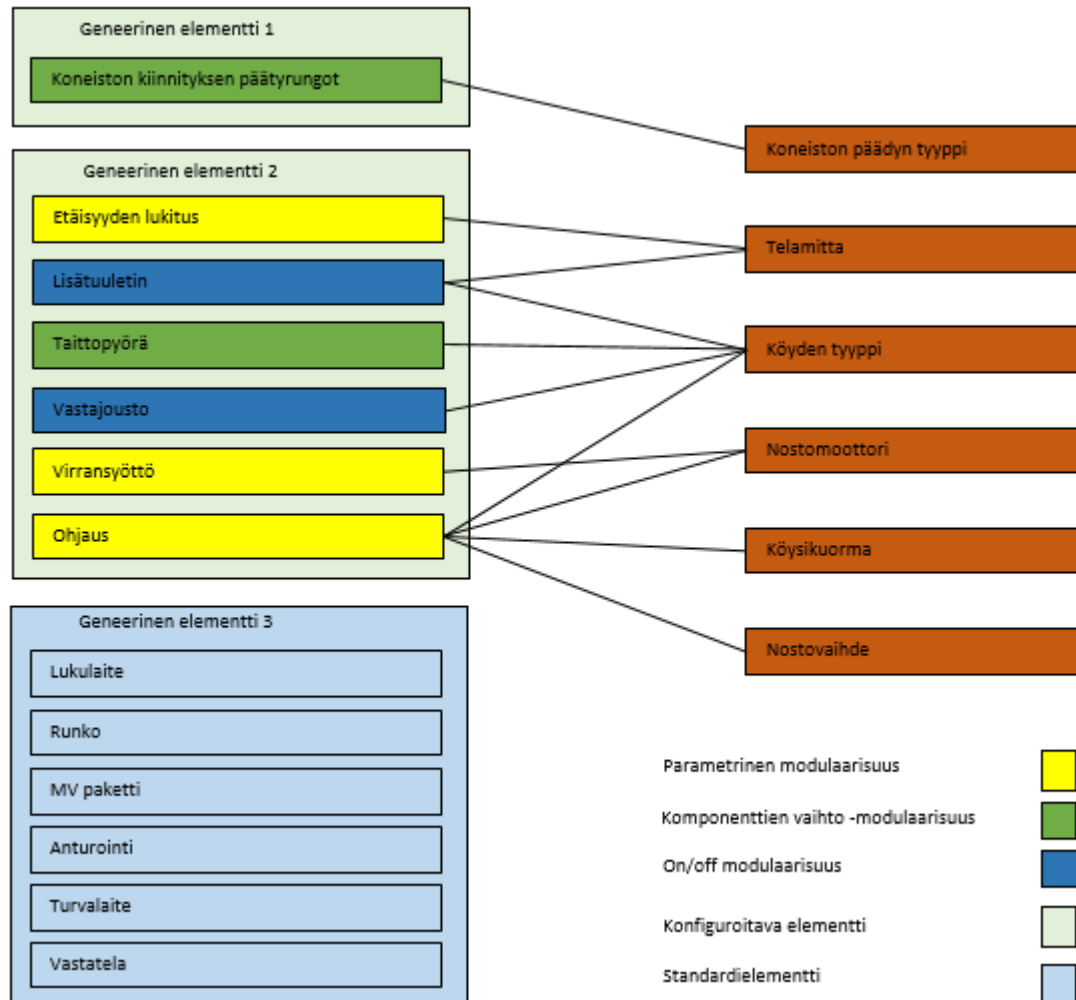 Geneerinen elementti 1
Koneiston kiinnityksen päätyrungot
Geneerinen elementti 2
Etäisyyden lukitus
Lisätuuletin
Taittopyörä
Vastajousto
Virransyöttö
Ohjaus
Geneerinen elementti 3
Lukulaite
Runko
MV paketti
Anturointi
Turvalaite
Vastatela
Koneiston päädyn tyyppi
Telamitta
Köyden tyyppi
Nostomoottori
Köysikuorma
Nostovaihde
Parametrinen modulaarisuus
Komponenttien vaihto -modulaarisuus
On/off modulaarisuus
Konfiguroitava elementti
Standardielementti